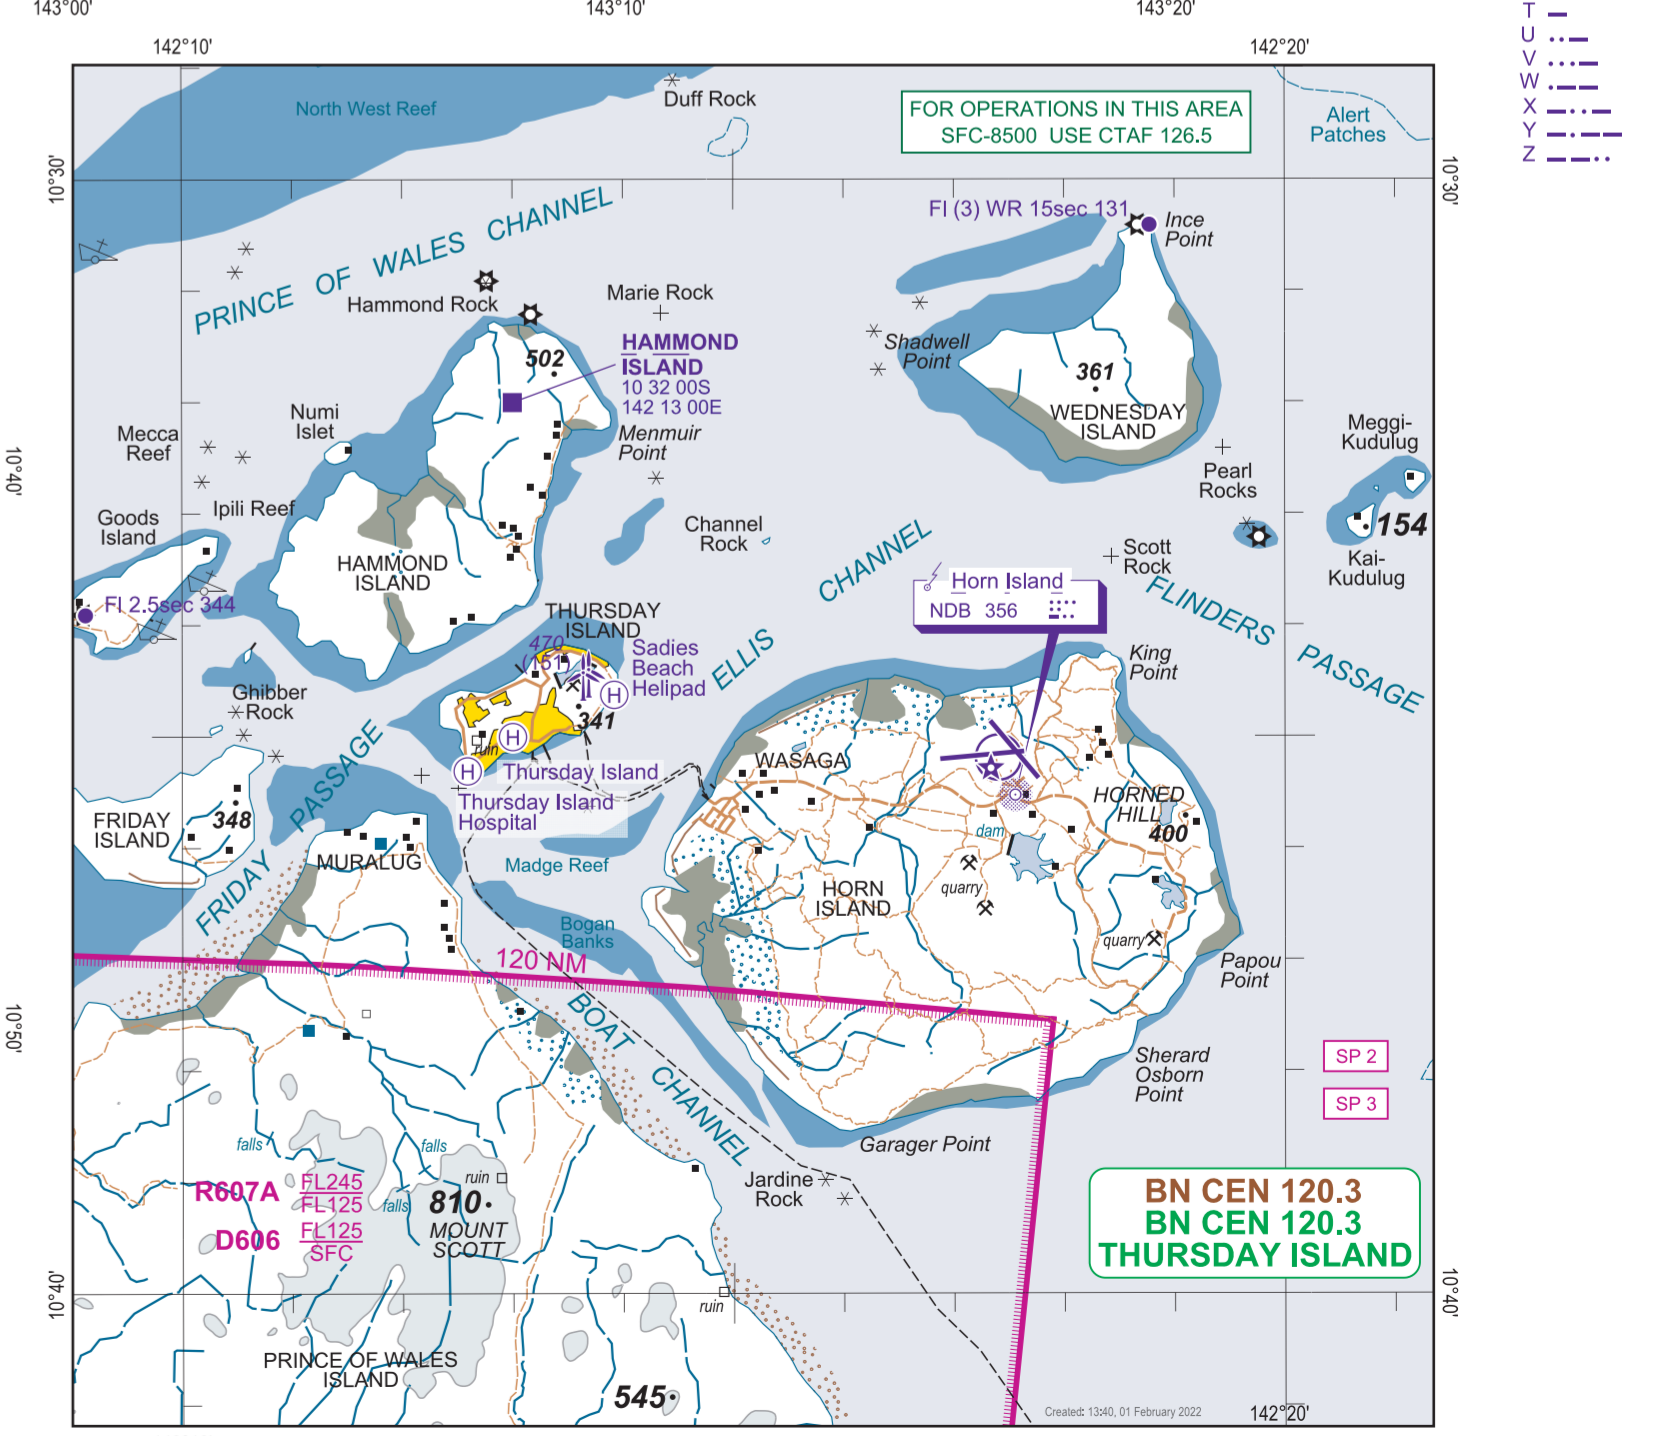 143°00'
143°10'
143°20'
T
U
V
W
X
Y
Z
142°10'
142°20'
North West Reef
Duff Rock
FOR OPERATIONS IN THIS AREA
SFC-8500 USE CTAF 126.5
Alert
Patches
10°30'
10°30'
PRINCE OF WALES CHANNEL
Fl (3) WR 15sec 131
Ince
Point
Hammond Rock
Marie Rock
HAMMOND
ISLAND
10 32 00S
142 13 00E
502
Shadwell
Point
361
WEDNESDAY
ISLAND
Numi
Islet
Mecca
Reef
Menmuir
Point
Meggi-
Kudulug
Pearl
Rocks
10°40'
Ipili Reef
Goods
Island
Channel
Rock
154
Kai-
Kudulug
Scott
Rock
HAMMOND
ISLAND
CHANNEL
Horn Island
NDB 356
FLINDERS PASSAGE
Fl 2.5sec 344
THURSDAY
ISLAND
470
(151)
Sadies
Beach
Helipad
H
ELLIS
King
Point
Ghibber
Rock
341
ruin
H
H
Thursday Island
Thursday Island
Hospital
WASAGA
HORNED
HILL
400
FRIDAY
ISLAND
348
MURALUG
FRIDAY PASSAGE
Madge Reef
dam
quarry
HORN
ISLAND
quarry
Bogan
Banks
120 NM
Papou
Point
10°50'
BOAT CHANNEL
Sherard
Osborn
Point
SP 2
SP 3
Garager Point
falls
falls
falls
ruin
R607A
FL245
FL125
D606
FL125
SFC
810
MOUNT
SCOTT
Jardine
Rock
BN CEN 120.3
BN CEN 120.3
THURSDAY ISLAND
10°40'
10°40'
ruin
PRINCE OF WALES
ISLAND
545
Created: 13:40, 01 February 2022
142°20'